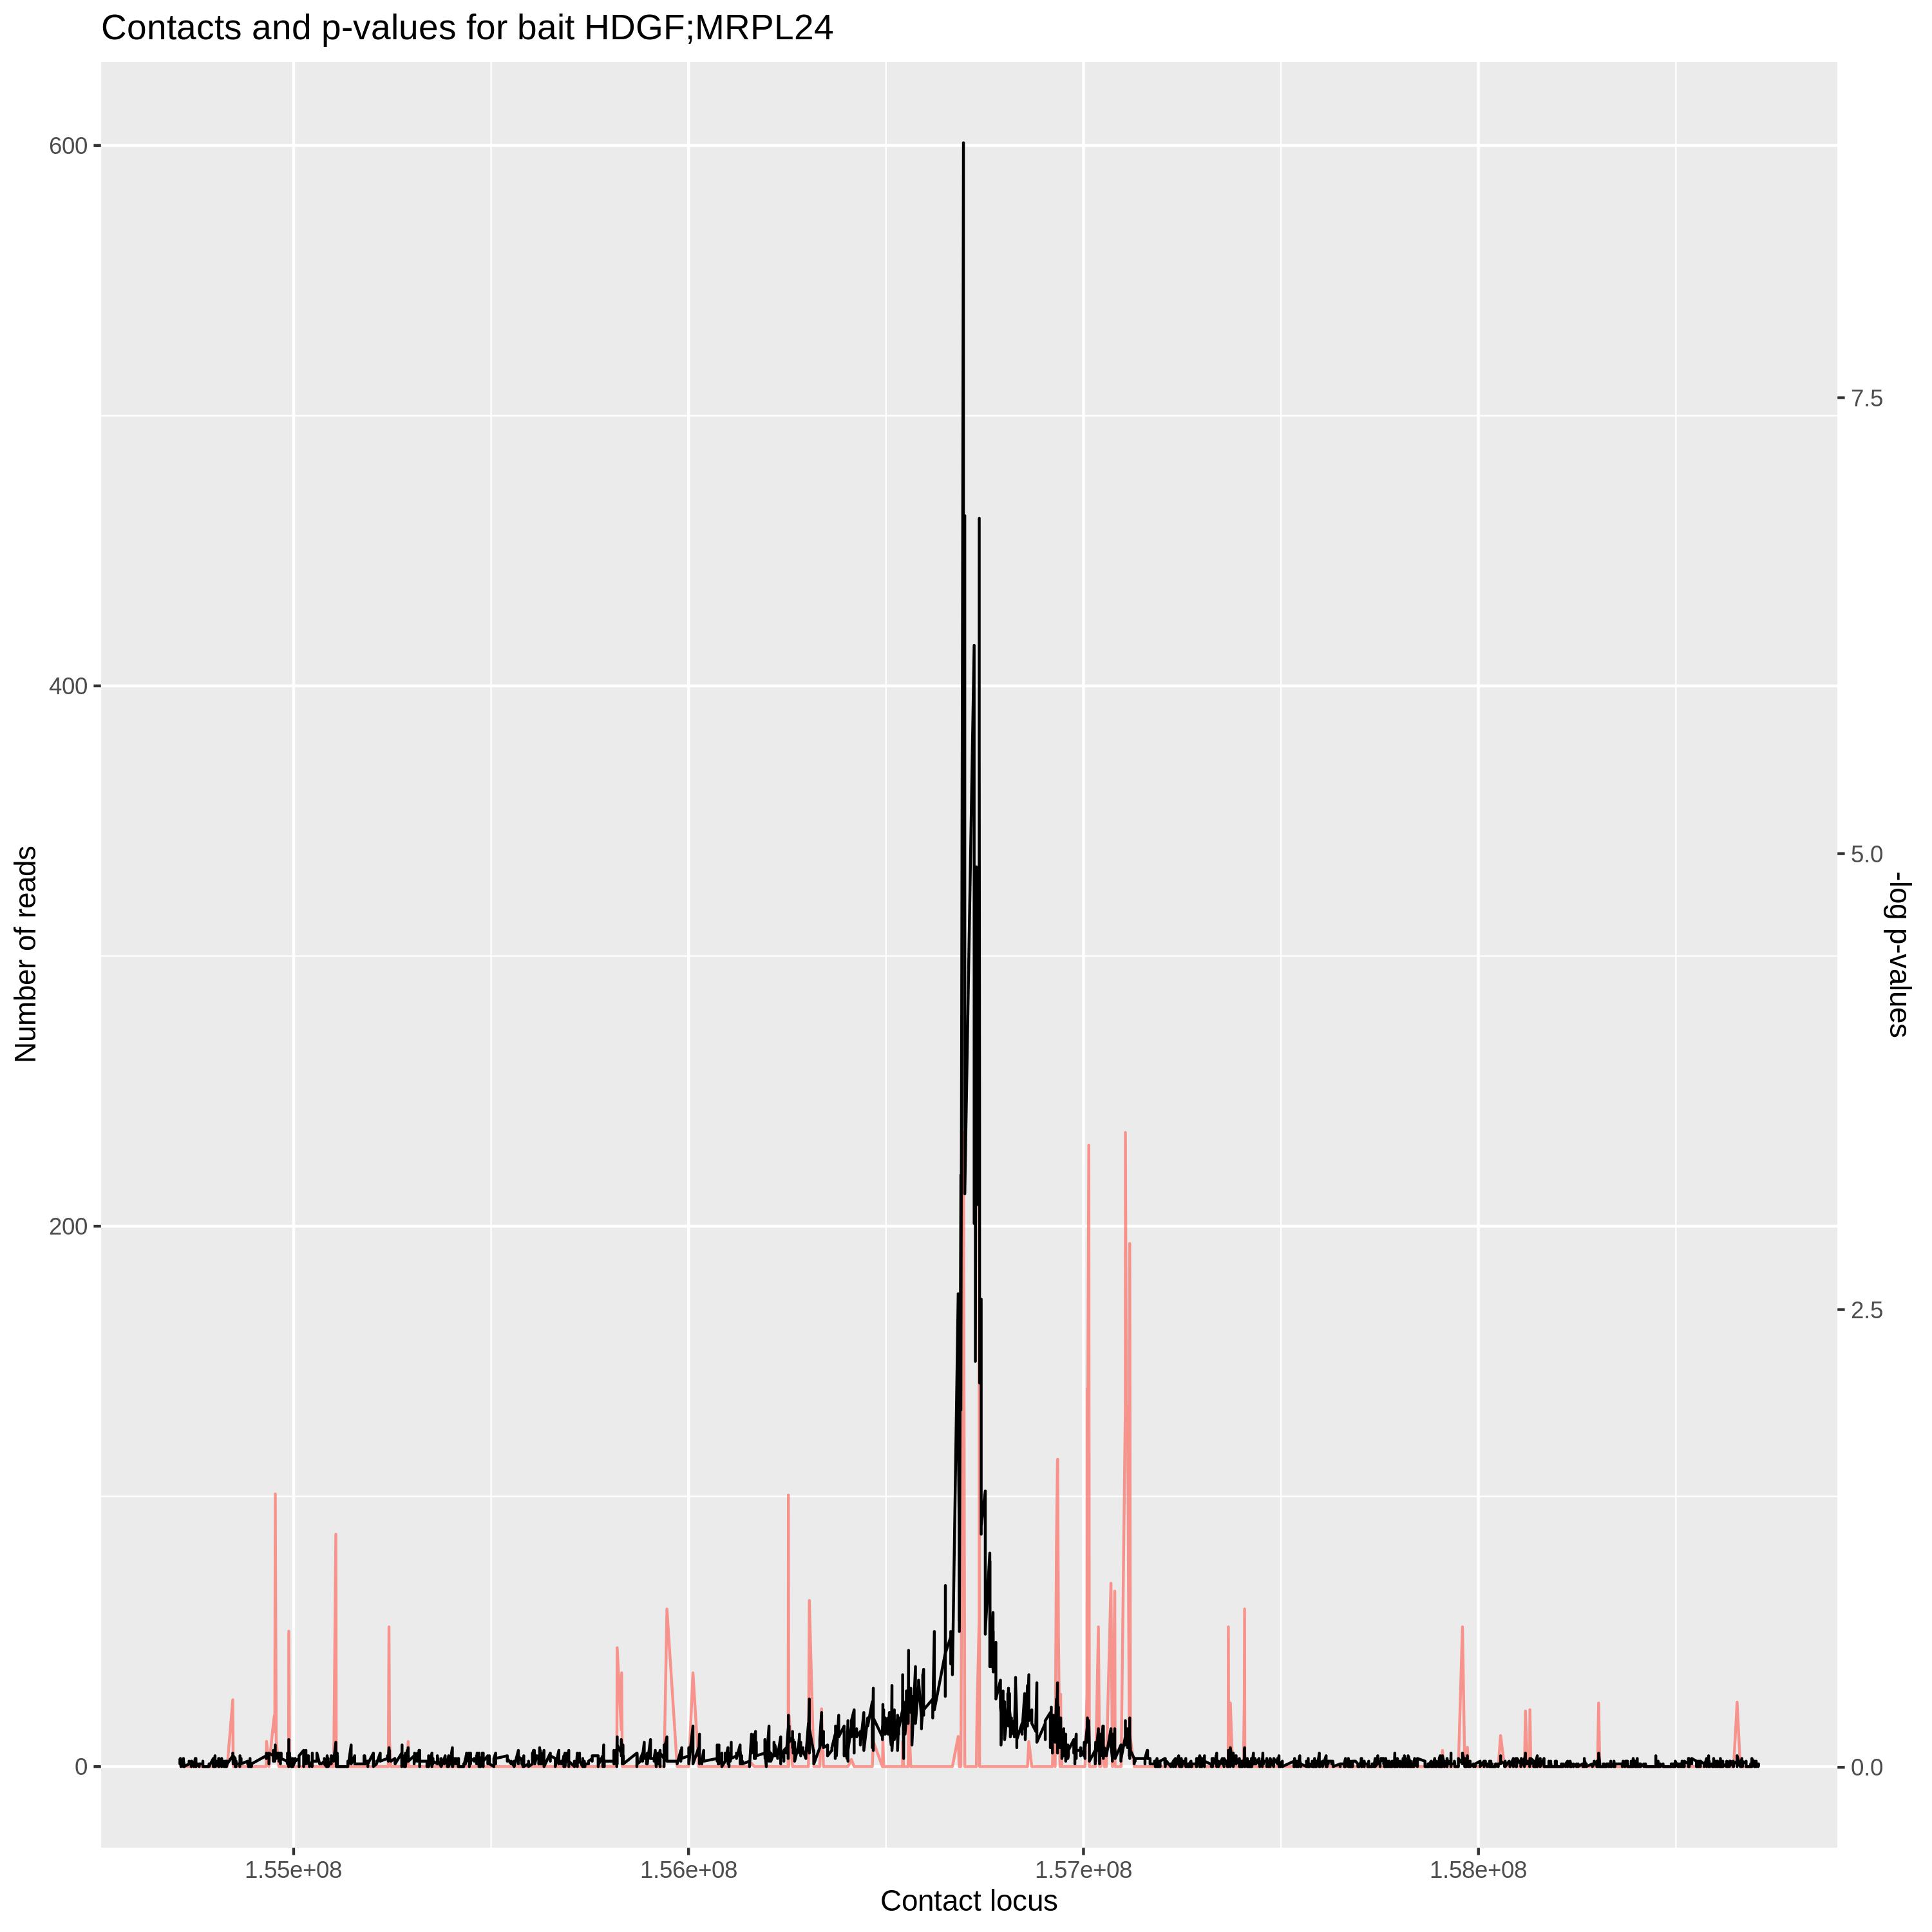 Contacts and p-values for bait HDGF;MRPL24
600
400
200
0
Number of reads
7.5
5.0
2.5
0.0
-log p-values
1.55e+08
1.56e+08
1.57e+08
1.58e+08
Contact locus